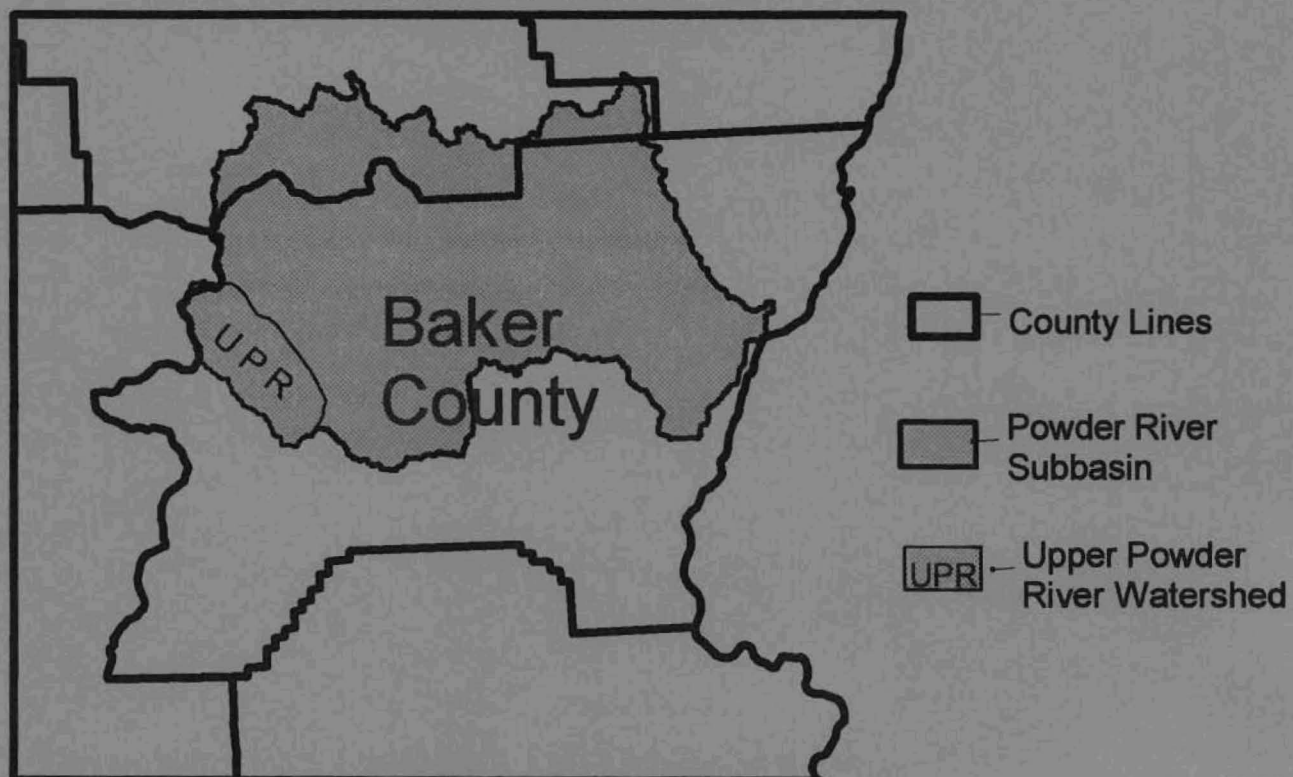 Baker
County
UPR
County Lines
Powder River
Subbasin
UPR
Upper Powder
River Watershed